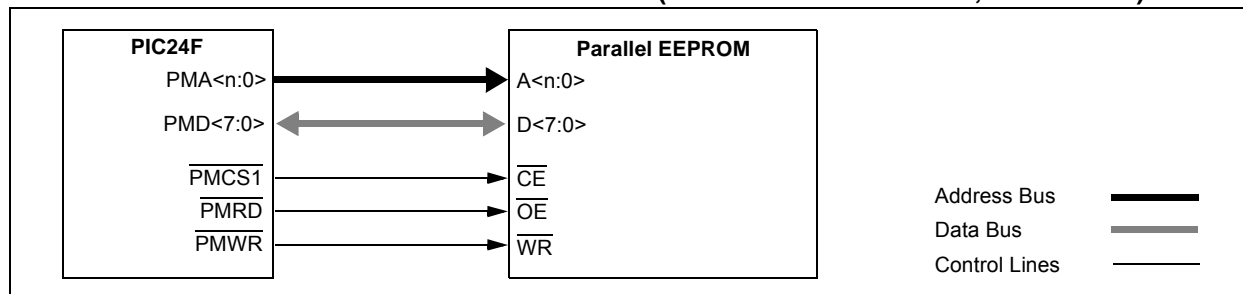 PIC24F
Parallel EEPROM
PMA<n:0>
A<n:0>
PMD<7:0>
D<7:0>
PMCS1
CE
PMRD
OE
PMWR
WR
Address Bus
Data Bus
Control Lines